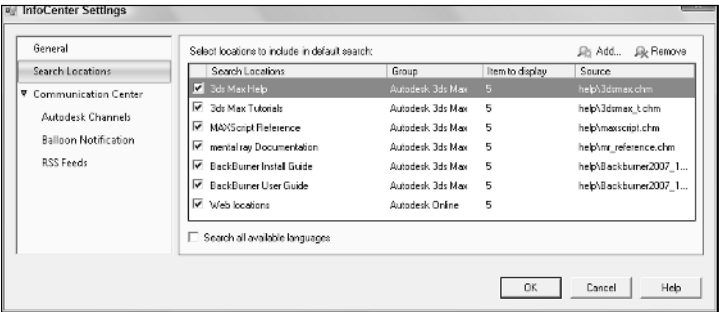 InfoCenter Settings
General
Search Locations
Communication Center
Autodesk Channels
Balloon Notification
RSS Feeds
Select locations to include in default search:
Add... Remove
Search Locations Group Item to display Source
3ds Max Help Autodesk 3ds Max 5 help\3dsmax.chm
3ds Max Tutorials Autodesk 3ds Max 5 help\3dsmax_t.chm
MAXScript Reference Autodesk 3ds Max 5 help\maxscript.chm
mental ray Documentation Autodesk 3ds Max 5 help\mr_reference.chm
BackBurner Install Guide Autodesk 3ds Max 5 help\Backburner2007_1...
BackBurner User Guide Autodesk 3ds Max 5 help\Backburner2007_1...
Web locations Autodesk Online 5
Search all available languages
OK Cancel Help